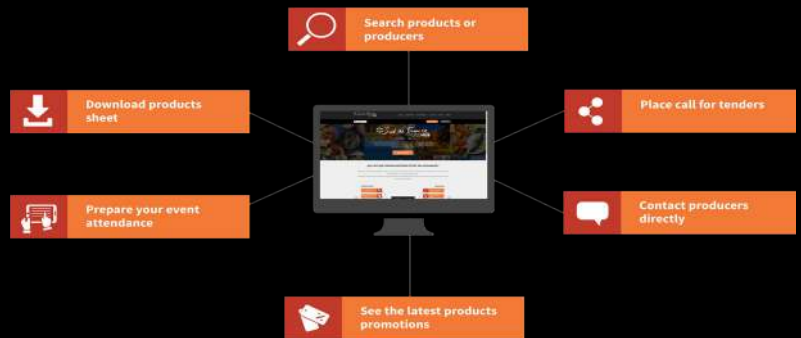 Search products or
producers
Download products
sheet
Place call for tenders
Prepare your event
attendance
Contact producers
directly
See the latest products
promotions